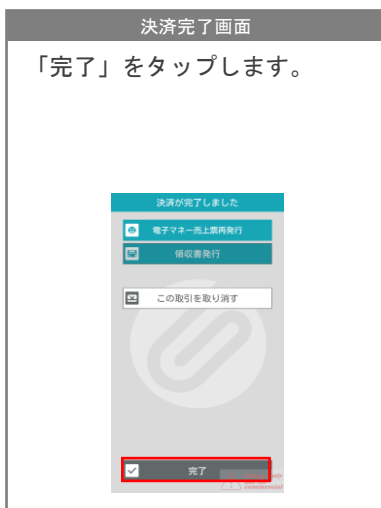 決済完了画面
「完了」をタップします。
決済が完了しました
電子マネー売上票再発行
領収書発行
この取引を取り消す
完了